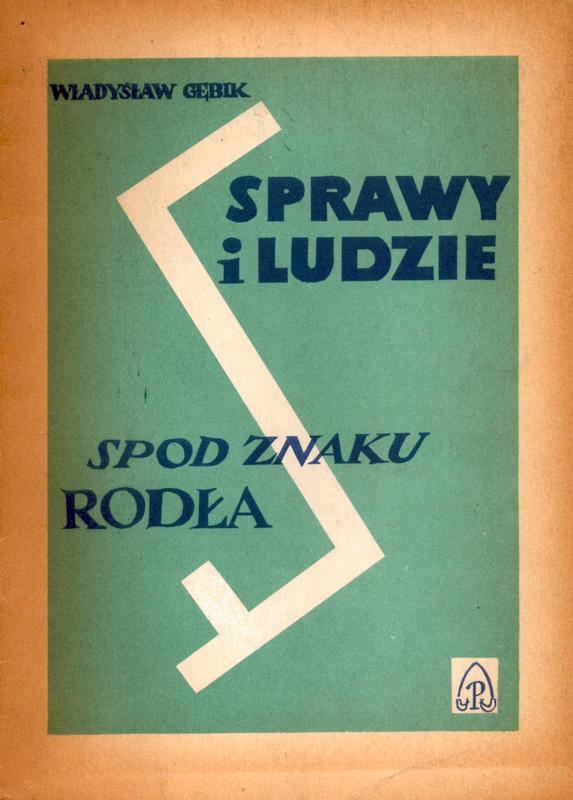 WŁADYSŁAW GĘBIK
SPRAWY
i LUDZIE
SPOD ZNAKU
RODŁA
P